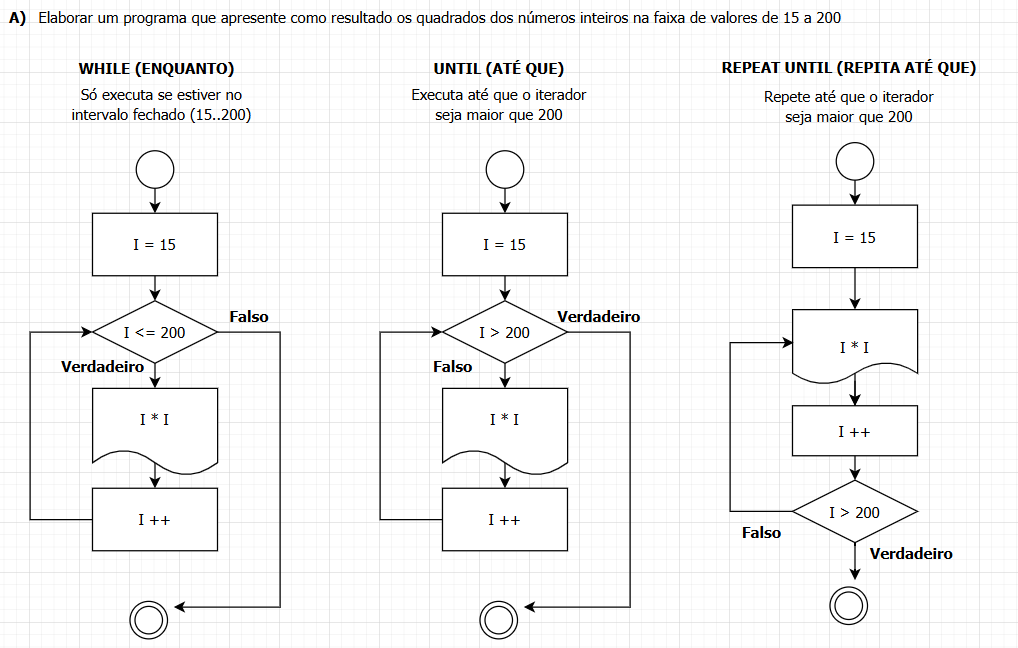 A) Elaborar um programa que apresente como resultado os quadrados dos números inteiros na faixa de valores de 15 a 200
WHILE (ENQUANTO)
Só executa se estiver no
intervalo fechado (15..200)
I = 15
I <= 200
Falso
Verdadeiro
I * I
I ++
UNTIL (ATÉ QUE)
Executa até que o iterador
seja maior que 200
I = 15
I > 200
Verdadeiro
Falso
I * I
I ++
REPEAT UNTIL (REPITA ATÉ QUE)
Repete até que o iterador
seja maior que 200
I = 15
I * I
I ++
I > 200
Falso
Verdadeiro